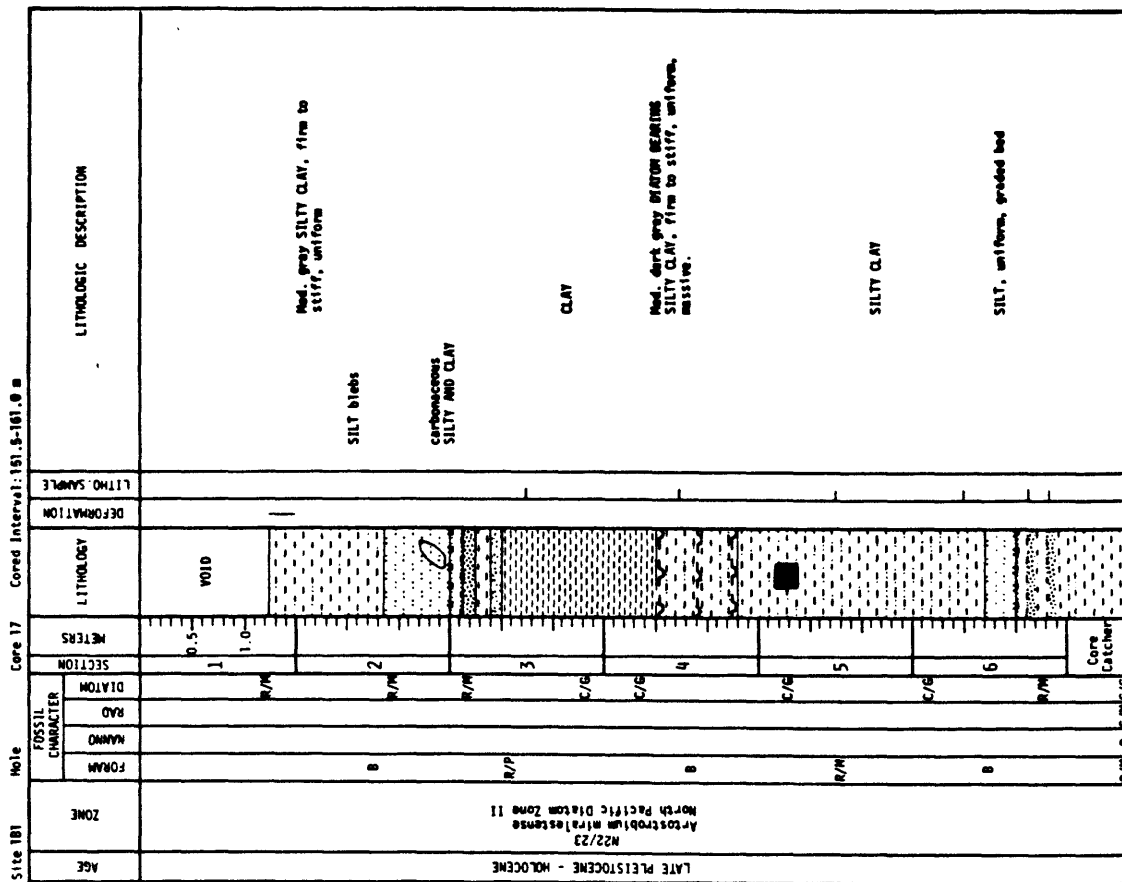 Site 181 Hole Core 17 Cored Interval: 151.5-161.0 m
AGE
ZONE
FOSSIL
CHARACTER
FORAM
NANNO
RAD
DIATOM
SECTION
METERS
LITHOLOGY
DEFORMATION
LITHO.SAMPLE
LITHOLOGIC DESCRIPTION
LATE PLEISTOCENE - HOLOCENE
N22/23
Artostrobium miralestense
North Pacific Diatom Zone II
B
R/P
B
R/M
B
R/M
R/M
R/M
C/G
C/G
C/G
C/G
R/M
1
2
3
4
5
6
Core
Catcher
0.5
1.0
VOID
Med. gray SILTY CLAY, firm to
stiff, uniform
SILT blebs
carbonaceous
SILTY AND CLAY
CLAY
Med. dark gray DIATOM BEARING
SILTY CLAY, firm to stiff, uniform,
massive.
SILTY CLAY
SILT, uniform, graded bed